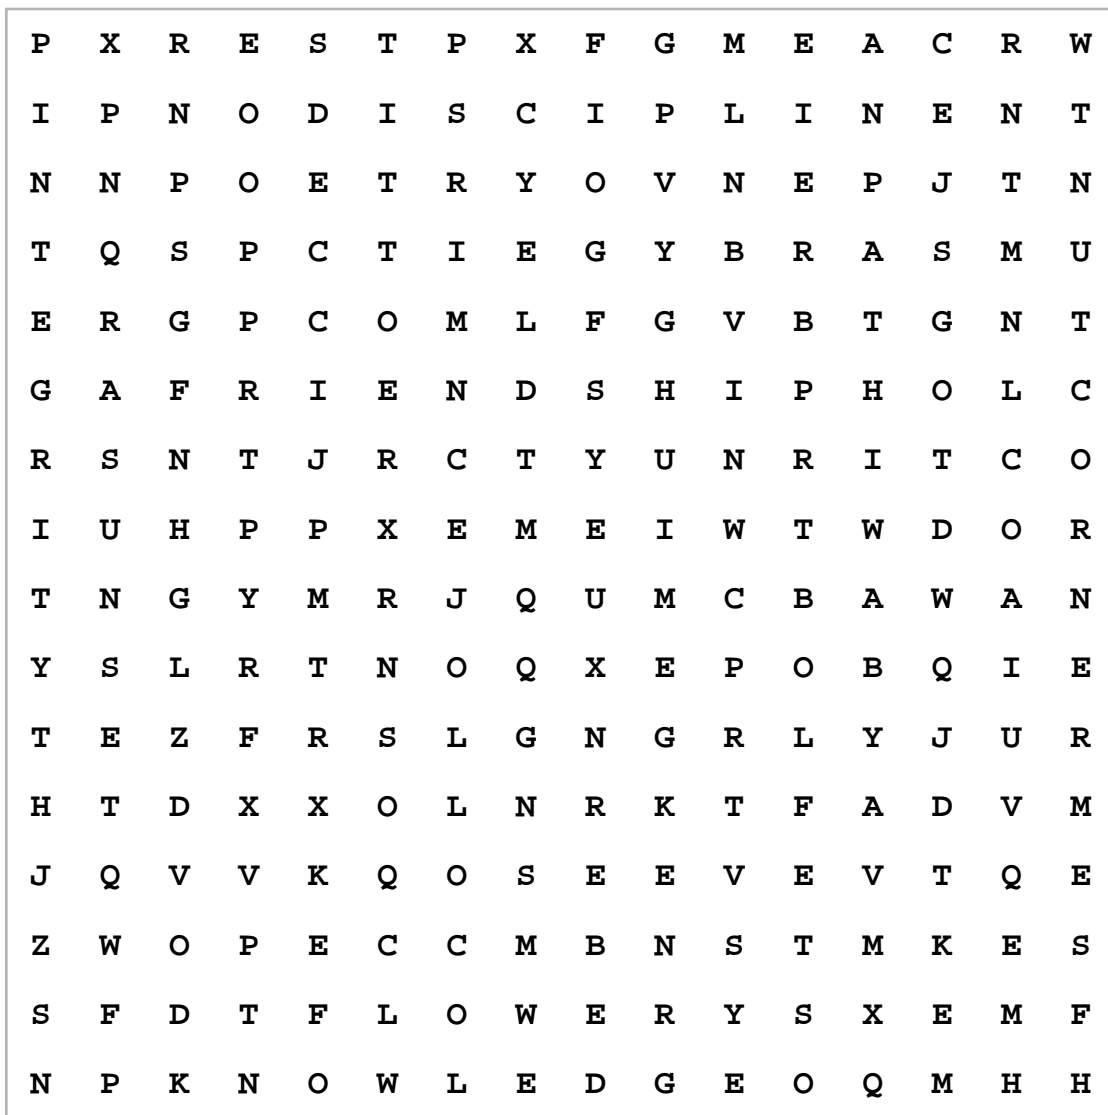 P X R E S T P X F G M E A C R W
I P N O D I S C I P L I N E N T
N N P O E T R Y O V N E P J T N
T Q S P C T I E G Y B R A S M U
E R G P C O M L F G V B T G N T
G A F R I E N D S H I P H O L C
R S N T J R C T Y U N R I T C O
I U H P P X E M E I W T W D O R
T N G Y M R J Q U M C B A W A N
Y S L R T N O Q X E P O B Q I E
T E Z F R S L G N G R L Y J U R
H T D X X O L N R K T F A D V M
J Q V V K Q O S E E V E V T Q E
Z W O P E C C M B N S T M K E S
S F D T F L O W E R Y S X E M F
N P K N O W L E D G E O Q M H H